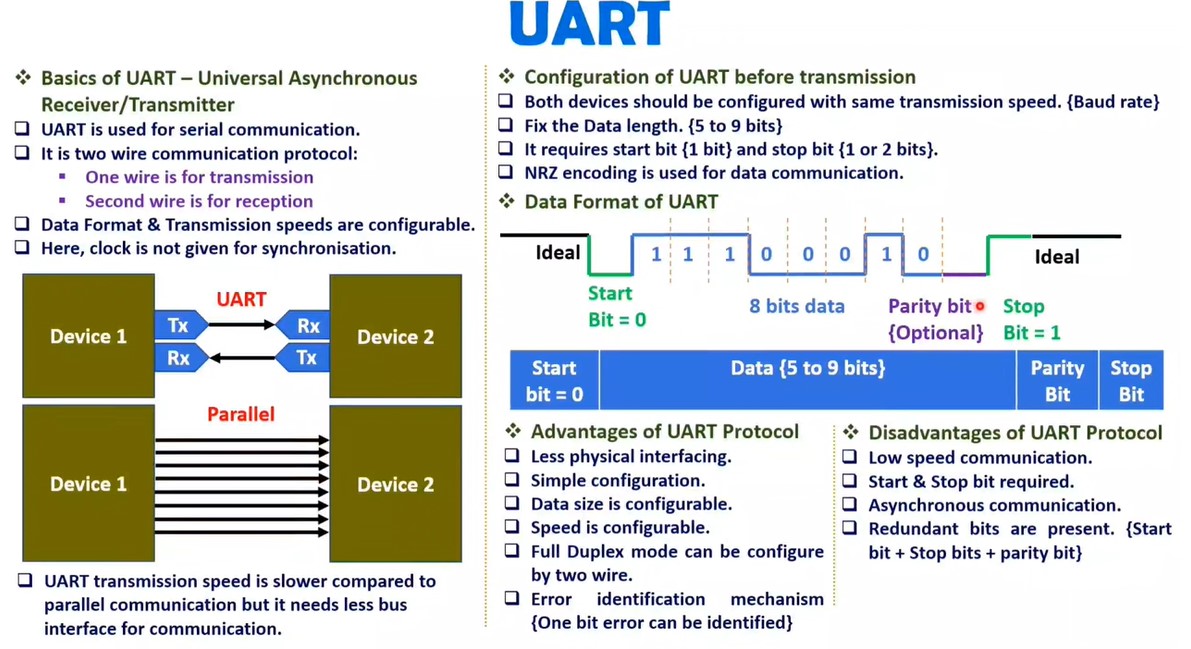 UART
❖ Basics of UART – Universal Asynchronous
Receiver/Transmitter
❑ UART is used for serial communication.
❑ It is two wire communication protocol:
▪ One wire is for transmission
▪ Second wire is for reception
❑ Data Format & Transmission speeds are configurable.
❑ Here, clock is not given for synchronisation.
UART
Device 1
Tx
Rx
Rx
Tx
Device 2
Parallel
Device 1
Device 2
❑ UART transmission speed is slower compared to
parallel communication but it needs less bus
interface for communication.
❖ Configuration of UART before transmission
❑ Both devices should be configured with same transmission speed. {Baud rate}
❑ Fix the Data length. {5 to 9 bits}
❑ It requires start bit {1 bit} and stop bit {1 or 2 bits}.
❑ NRZ encoding is used for data communication.
❖ Data Format of UART
Ideal
1 1 1 0 0 0 1 0
Ideal
Start
Bit = 0
8 bits data
Parity bit
{Optional}
Stop
Bit = 1
Start
bit = 0
Data {5 to 9 bits}
Parity
Bit
Stop
Bit
❖ Advantages of UART Protocol
❑ Less physical interfacing.
❑ Simple configuration.
❑ Data size is configurable.
❑ Speed is configurable.
❑ Full Duplex mode can be configure
by two wire.
❑ Error identification mechanism
{One bit error can be identified}
❖ Disadvantages of UART Protocol
❑ Low speed communication.
❑ Start & Stop bit required.
❑ Asynchronous communication.
❑ Redundant bits are present. {Start
bit + Stop bits + parity bit}